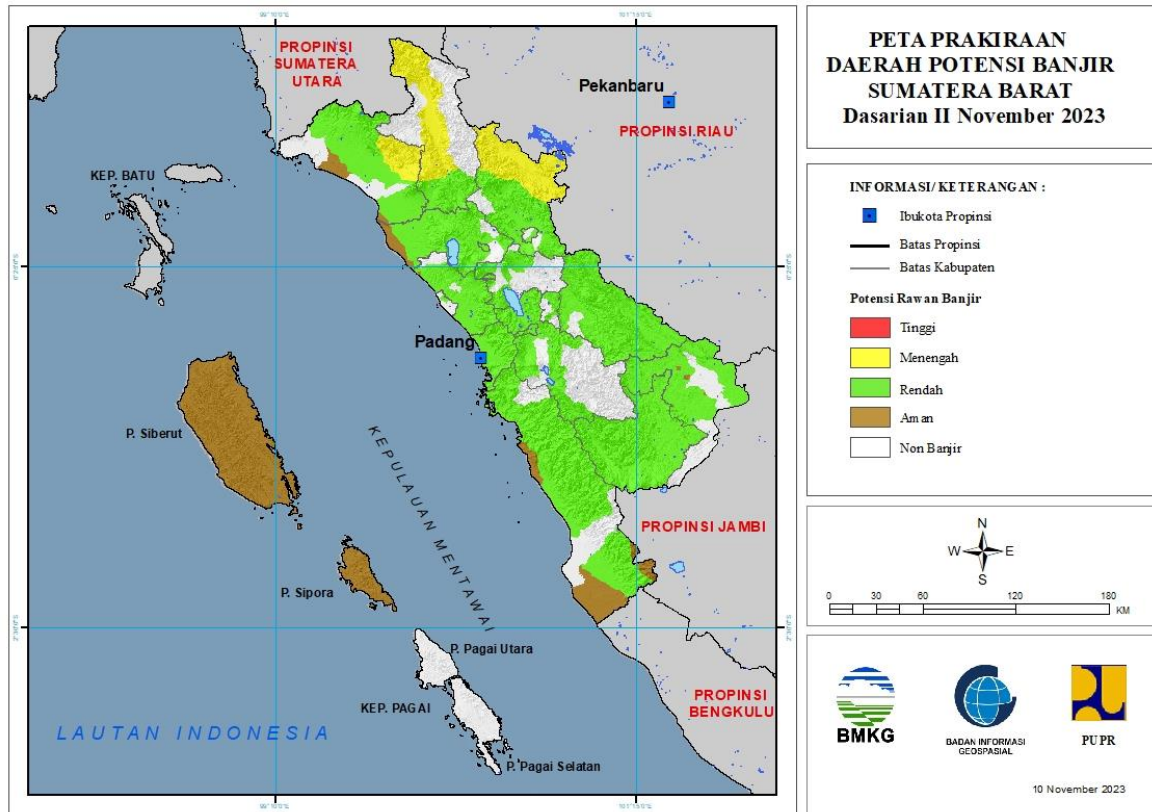 PROPINSI
SUMATERA
UTARA
Pekanbaru
PROPINSI RIAU
KEP. BATU
Padang
P. Siberut
KEPULAUAN MENTAWAI
PROPINSI JAMBI
P. Sipora
P. Pagai Utara
KEP. PAGAI
PROPINSI
BENGKULU
LAUTAN INDONESIA
P. Pagai Selatan
PETA PRAKIRAAN
DAERAH POTENSI BANJIR
SUMATERA BARAT
Dasarian II November 2023
INFORMASI/ KETERANGAN :
Ibukota Propinsi
Batas Propinsi
Batas Kabupaten
Potensi Rawan Banjir
Tinggi
Menengah
Rendah
Aman
Non Banjir
N
W E
S
0 30 60 120 180
KM
BMKG
BADAN INFORMASI
GEOSPASIAL
PUPR
10 November 2023